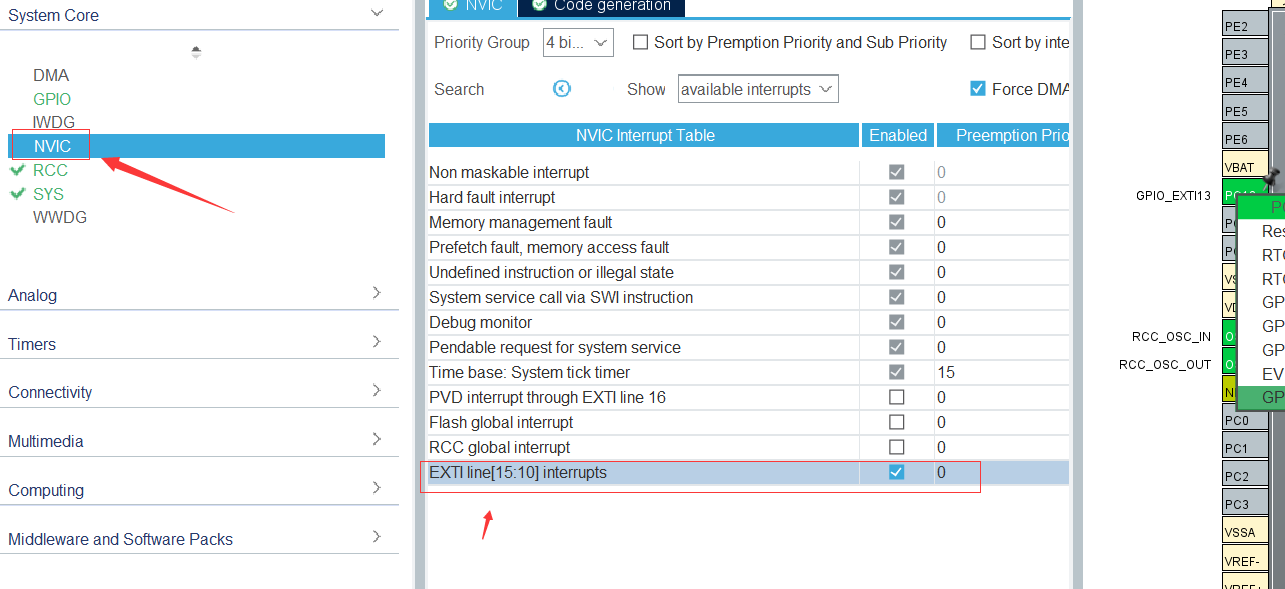 System Core
DMA
GPIO
IWDG
NVIC
RCC
SYS
WWDG
Analog
Timers
Connectivity
Multimedia
Computing
Middleware and Software Packs
NVIC Code generation
Priority Group 4 bi... Sort by Premption Priority and Sub Priority Sort by inte
Search Show available interrupts Force DMA
NVIC Interrupt Table Enabled Preemption Prio
Non maskable interrupt 0
Hard fault interrupt 0
Memory management fault 0
Prefetch fault, memory access fault 0
Undefined instruction or illegal state 0
System service call via SWI instruction 0
Debug monitor 0
Pendable request for system service 0
Time base: System tick timer 15
PVD interrupt through EXTI line 16 0
Flash global interrupt 0
RCC global interrupt 0
EXTI line[15:10] interrupts 0
PE2
PE3
PE4
PE5
PE6
VBAT
GPIO_EXTI13
Res
RTC
RTC
GP
GP
GP
EV
GP
RCC_OSC_IN
RCC_OSC_OUT
PC0
PC1
PC2
PC3
VSSA
VREF-